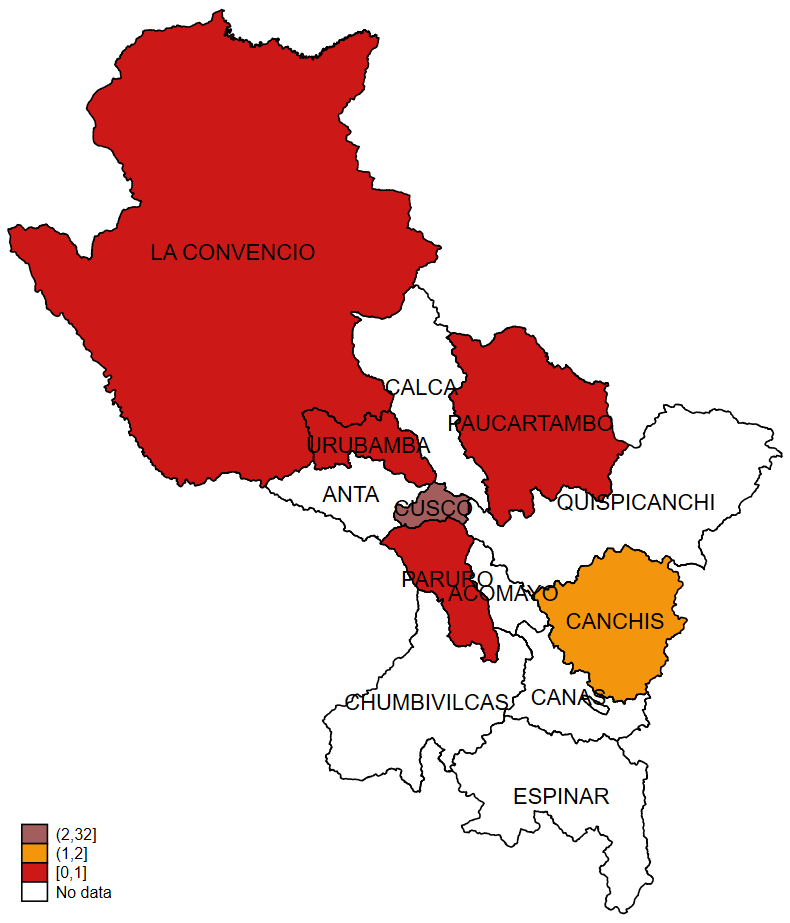 LA CONVENCIO
CALCA
PAUCARTAMBO
URUBAMBA
ANTA
QUISPICANCHI
CUSCO
PARURO
ACOMAYO
CANCHIS
CANAS
CHUMBIVILCAS
ESPINAR
(2,32]
(1,2]
[0,1]
No data